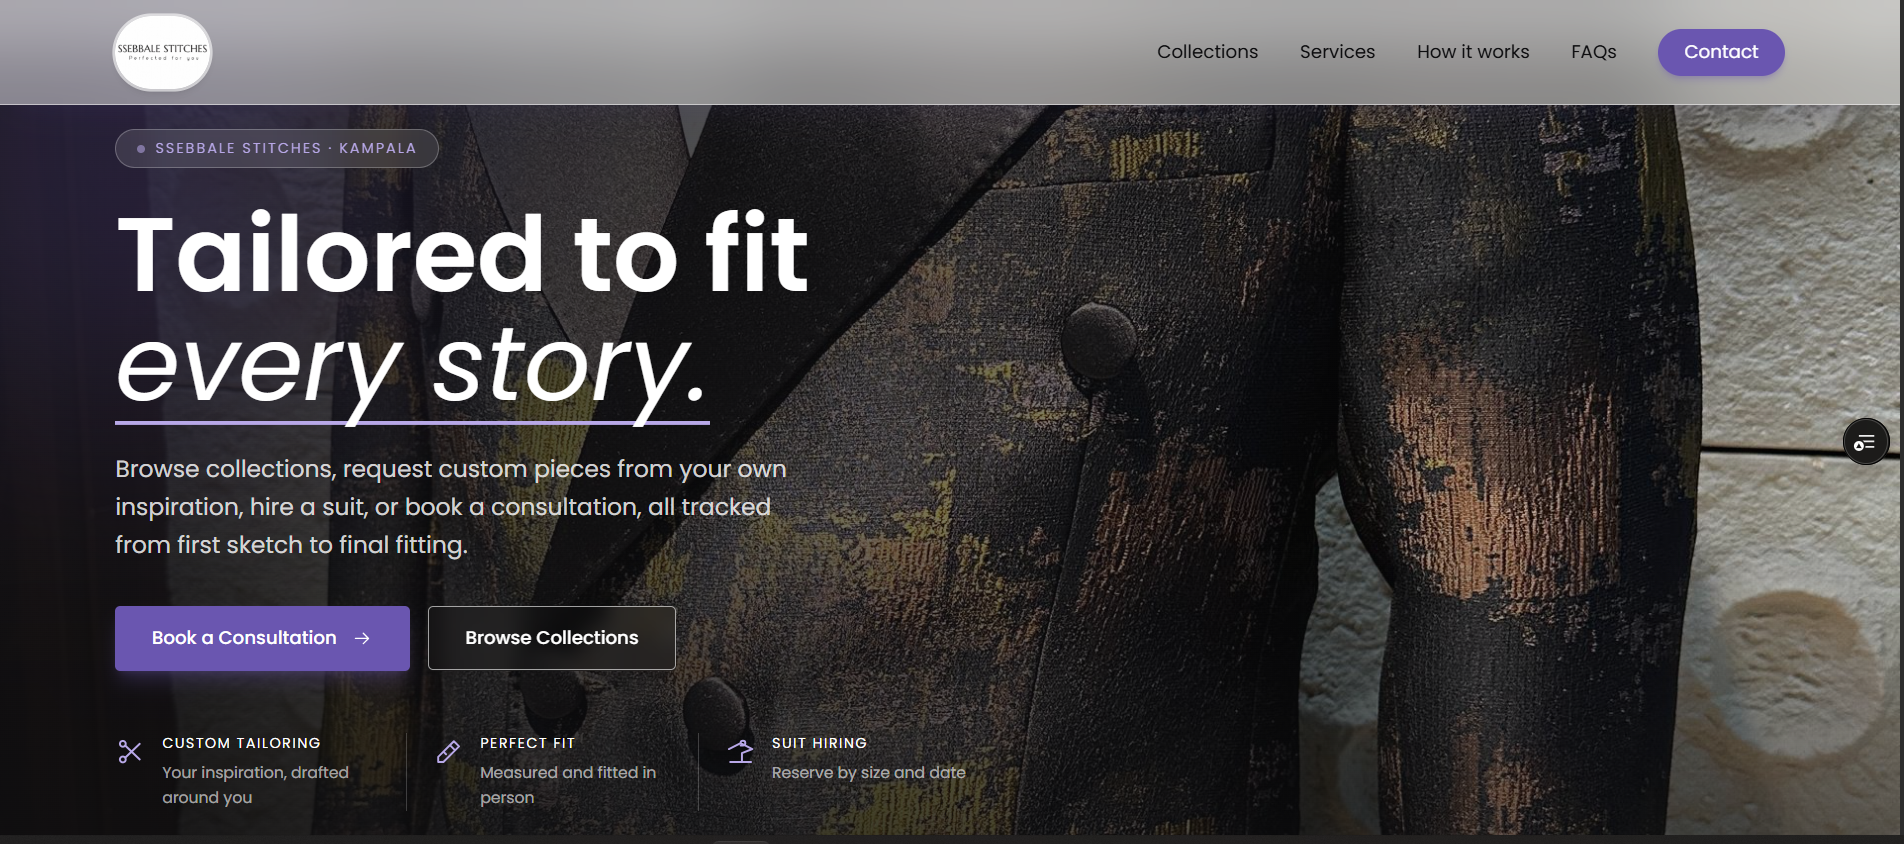 SSEBBALE STITCHES
Perfected for you
Collections
Services
How it works
FAQs
Contact
SSEBBALE STITCHES · KAMPALA
Tailored to fit
every story.
Browse collections, request custom pieces from your own
inspiration, hire a suit, or book a consultation, all tracked
from first sketch to final fitting.
Book a Consultation →
Browse Collections
CUSTOM TAILORING
Your inspiration, drafted
around you
PERFECT FIT
Measured and fitted in
person
SUIT HIRING
Reserve by size and date